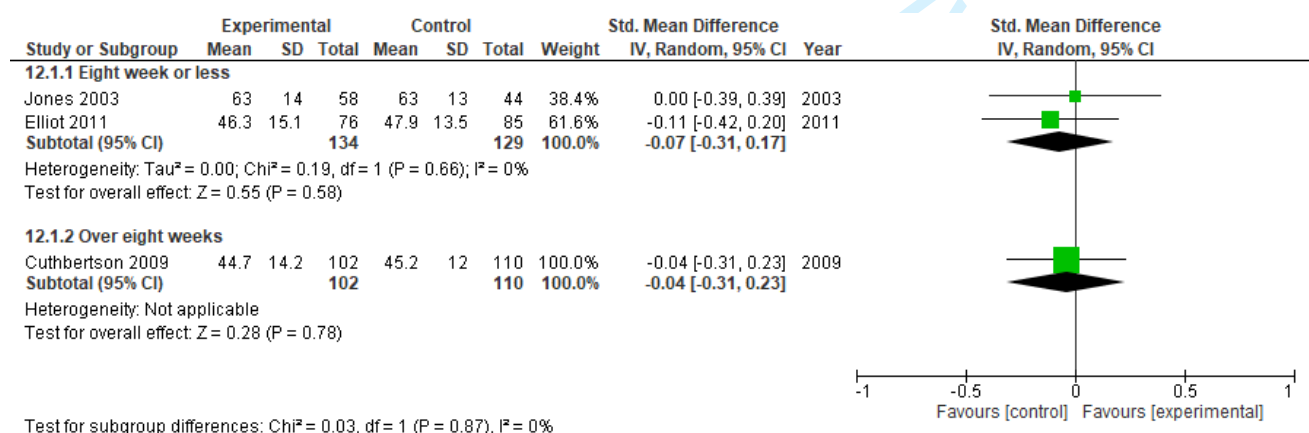 Experimental Control Std. Mean Difference Std. Mean Difference
Study or Subgroup Mean SD Total Mean SD Total Weight IV, Random, 95% CI Year IV, Random, 95% CI
12.1.1 Eight week or less
Jones 2003 63 14 58 63 13 44 38.4% 0.00 [-0.39, 0.39] 2003
Elliot 2011 46.3 15.1 76 47.9 13.5 85 61.6% -0.11 [-0.42, 0.20] 2011
Subtotal (95% CI) 134 129 100.0% -0.07 [-0.31, 0.17]
Heterogeneity: Tau² = 0.00; Chi² = 0.19, df = 1 (P = 0.66); I² = 0%
Test for overall effect: Z = 0.55 (P = 0.58)
12.1.2 Over eight weeks
Cuthbertson 2009 44.7 14.2 102 45.2 12 110 100.0% -0.04 [-0.31, 0.23] 2009
Subtotal (95% CI) 102 110 100.0% -0.04 [-0.31, 0.23]
Heterogeneity: Not applicable
Test for overall effect: Z = 0.28 (P = 0.78)
-1 -0.5 0 0.5 1
Favours [control] Favours [experimental]
Test for subgroup differences: Chi² = 0.03, df = 1 (P = 0.87), I² = 0%